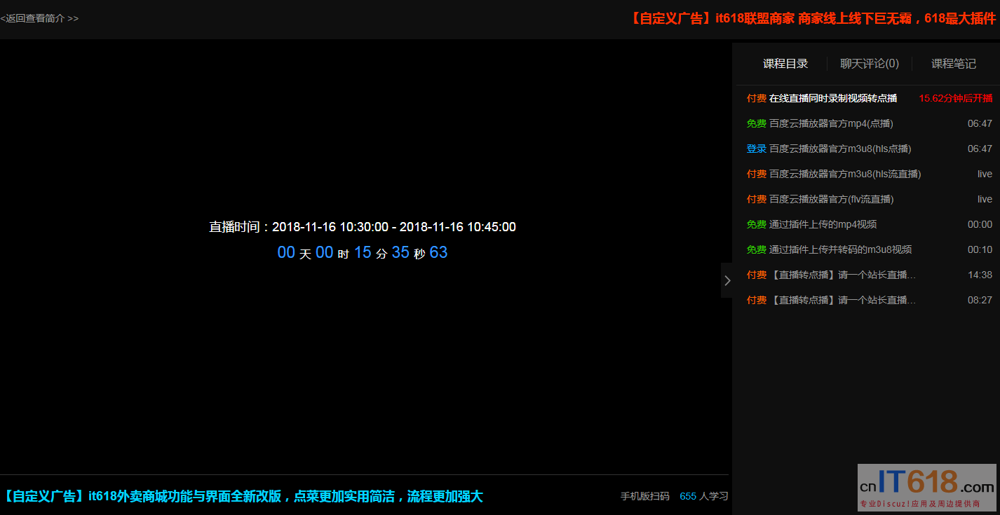 <返回查看简介 >>
【自定义广告】it618联盟商家 商家线上线下巨无霸，618最大插件
课程目录 聊天评论(0) 课程笔记
付费 在线直播同时录制视频转点播 15.62分钟后开播
免费 百度云播放器官方mp4(点播) 06:47
登录 百度云播放器官方m3u8(hls点播) 06:47
付费 百度云播放器官方m3u8(hls流直播) live
付费 百度云播放器官方(flv流直播) live
免费 通过插件上传的mp4视频 00:00
免费 通过插件上传并转码的m3u8视频 00:10
付费 【直播转点播】请一个站长直播... 14:38
付费 【直播转点播】请一个站长直播... 08:27
直播时间：2018-11-16 10:30:00 - 2018-11-16 10:45:00
00 天 00 时 15 分 35 秒 63
【自定义广告】it618外卖商城功能与界面全新改版，点菜更加实用简洁，流程更加强大
手机版扫码 655 人学习
cnIT618.com
专业Discuz!应用及周边提供商